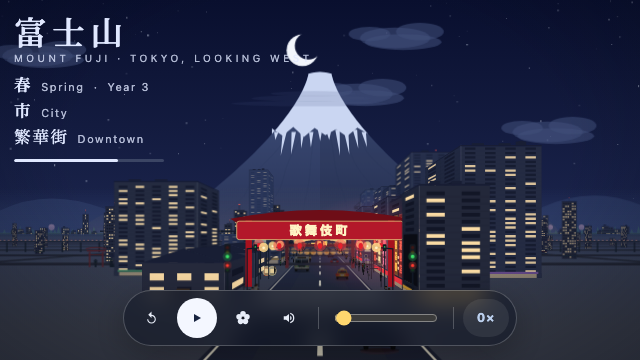 富士山
MOUNT FUJI · TOKYO, LOOKING WEST
春 Spring · Year 3
市 City
繁華街 Downtown
歌舞伎町
0×